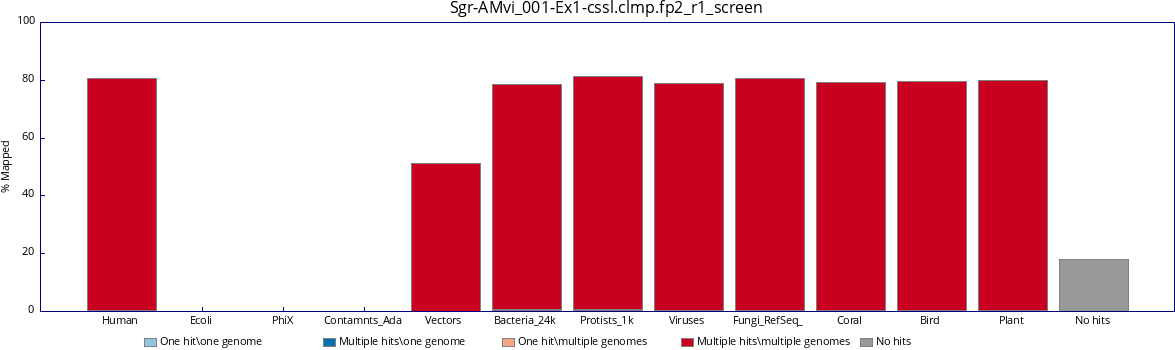 Sgr-AMvi_001-Ex1-cssl.clmp.fp2_r1_screen
100
80
60
40
20
0
% Mapped
Human Ecoli PhiX Contamnts_Ada Vectors Bacteria_24k Protists_1k Viruses Fungi_RefSeq_ Coral Bird Plant No hits
One hit\one genome Multiple hits\one genome One hit\multiple genomes Multiple hits\multiple genomes No hits